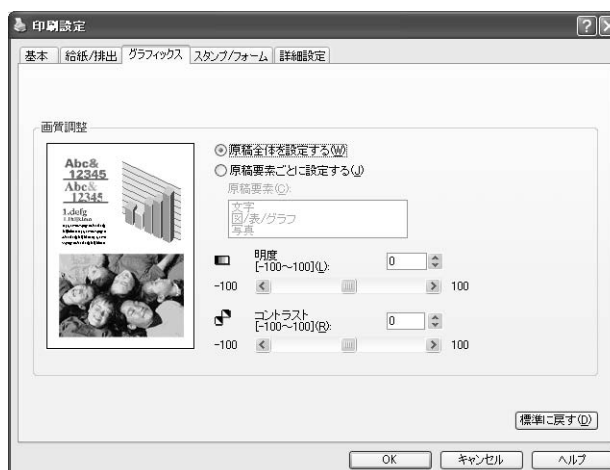 印刷設定
基本 給紙/排出 グラフィックス スタンプ/フォーム 詳細設定
画質調整
Abc&
12345
Abc&
12345
1.defg
原稿全体を設定する(W)
原稿要素ごとに設定する(J)
原稿要素(C):
文字
図/表/グラフ
写真
明度
[-100～100](L):
0
-100
100
コントラスト
[-100～100](R):
0
-100
100
標準に戻す(D)
OK キャンセル ヘルプ